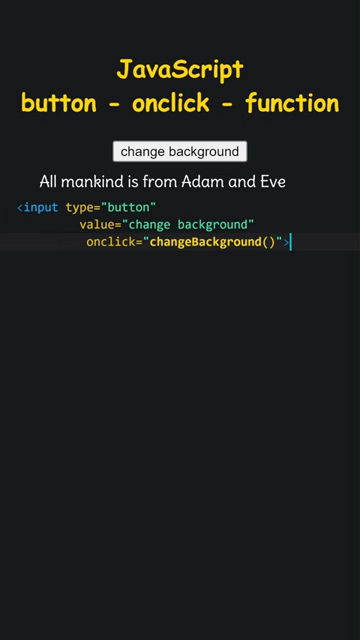 JavaScript
button - onclick - function
change background
All mankind is from Adam and Eve
<input type="button"
value="change background"
onclick="changeBackground()">